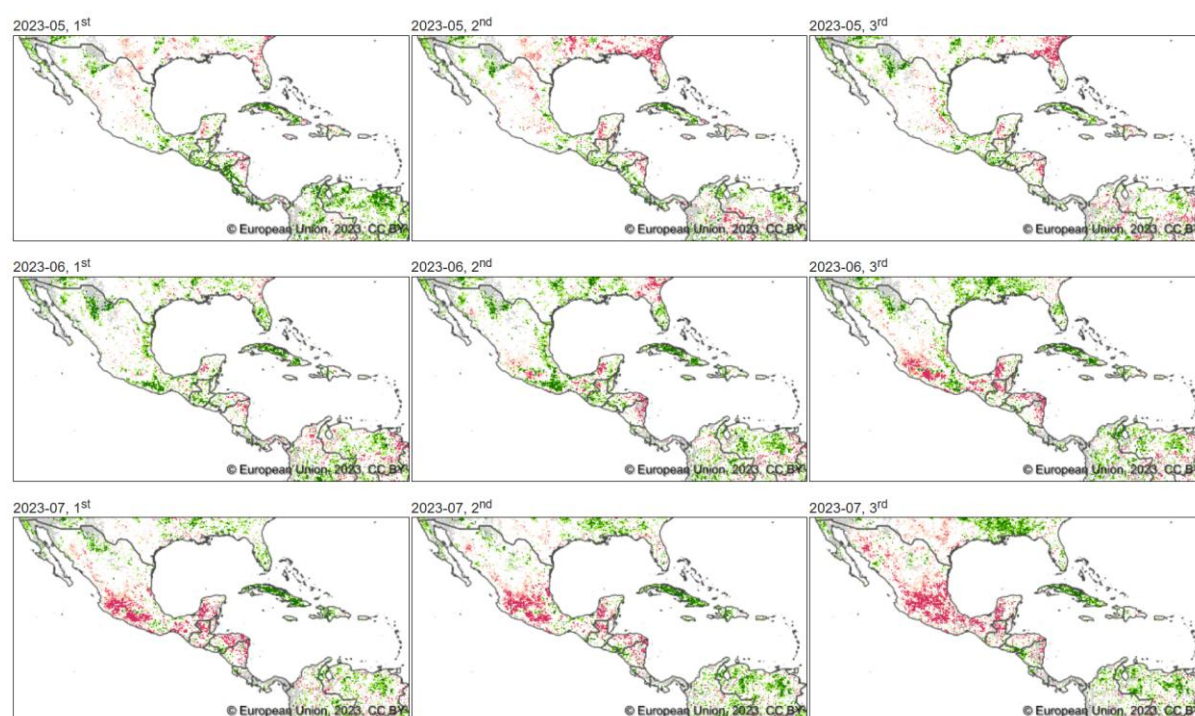 2023-05, 1st
2023-05, 2nd
2023-05, 3rd
© European Union, 2023, CC BY
© European Union, 2023, CC BY
© European Union, 2023, CC BY
2023-06, 1st
2023-06, 2nd
2023-06, 3rd
© European Union, 2023, CC BY
© European Union, 2023, CC BY
© European Union, 2023, CC BY
2023-07, 1st
2023-07, 2nd
2023-07, 3rd
© European Union, 2023, CC BY
© European Union, 2023, CC BY
© European Union, 2023, CC BY